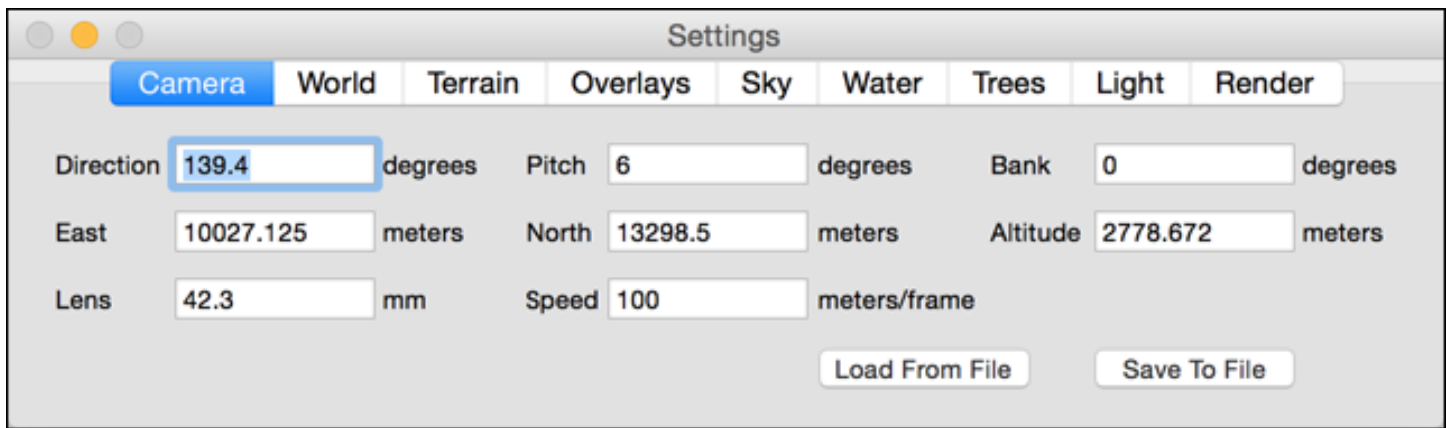 Settings
Camera World Terrain Overlays Sky Water Trees Light Render
Direction 139.4 degrees Pitch 6 degrees Bank 0 degrees
East 10027.125 meters North 13298.5 meters Altitude 2778.672 meters
Lens 42.3 mm Speed 100 meters/frame
Load From File Save To File